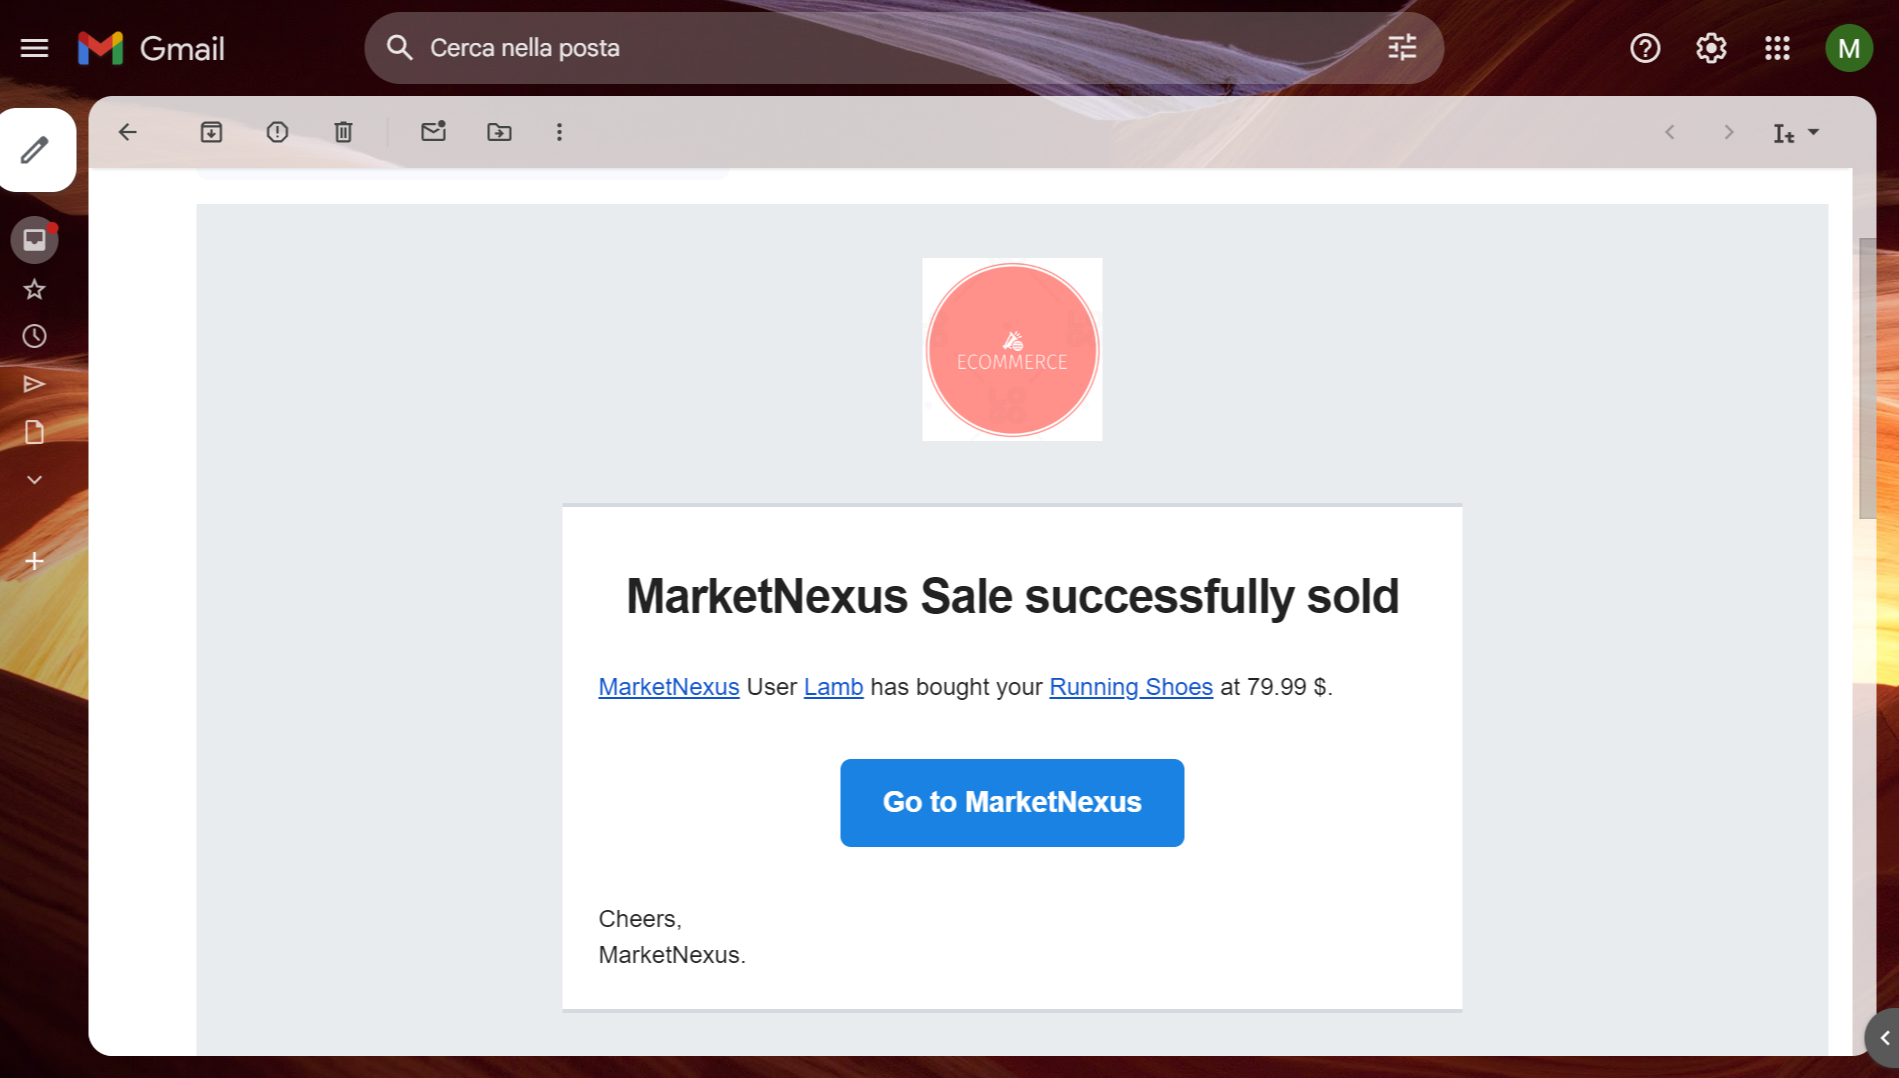 Gmail
Cerca nella posta
M
ECOMMERCE
MarketNexus Sale successfully sold
MarketNexus User Lamb has bought your Running Shoes at 79.99 $.
Go to MarketNexus
Cheers,
MarketNexus.